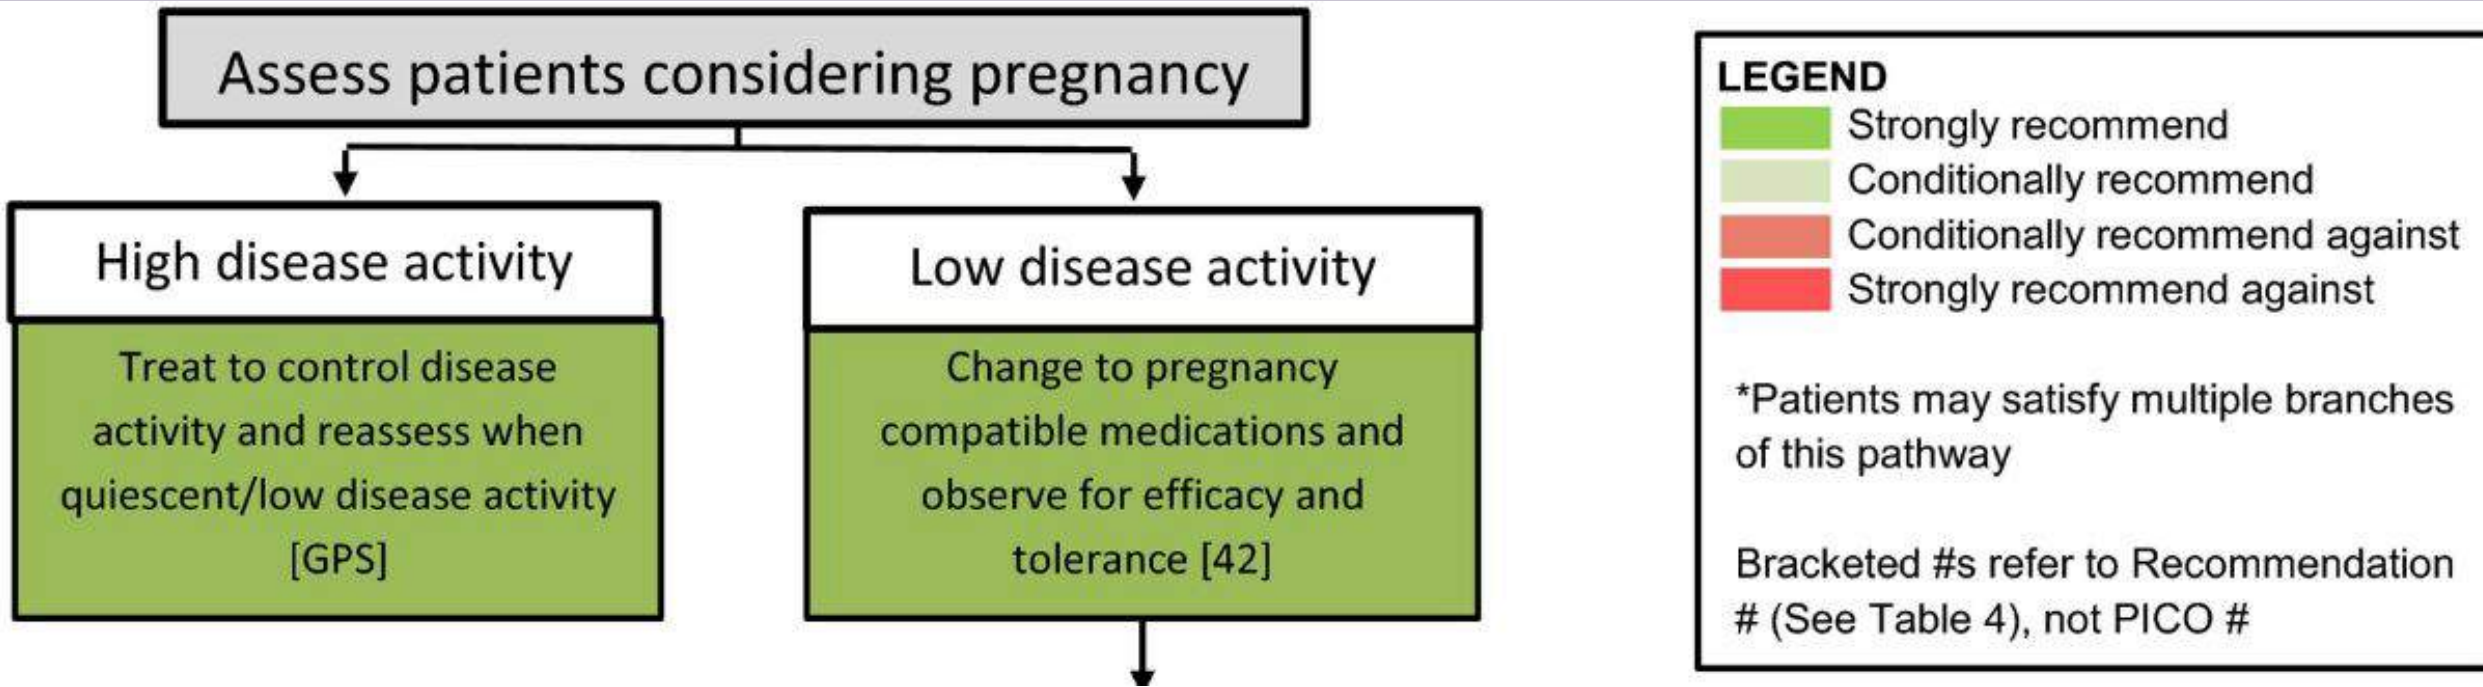 Assess patients considering pregnancy
High disease activity
Treat to control disease
activity and reassess when
quiescent/low disease activity
[GPS]
Low disease activity
Change to pregnancy
compatible medications and
observe for efficacy and
tolerance [42]
LEGEND
Strongly recommend
Conditionally recommend
Conditionally recommend against
Strongly recommend against
*Patients may satisfy multiple branches
of this pathway
Bracketed #s refer to Recommendation
# (See Table 4), not PICO #